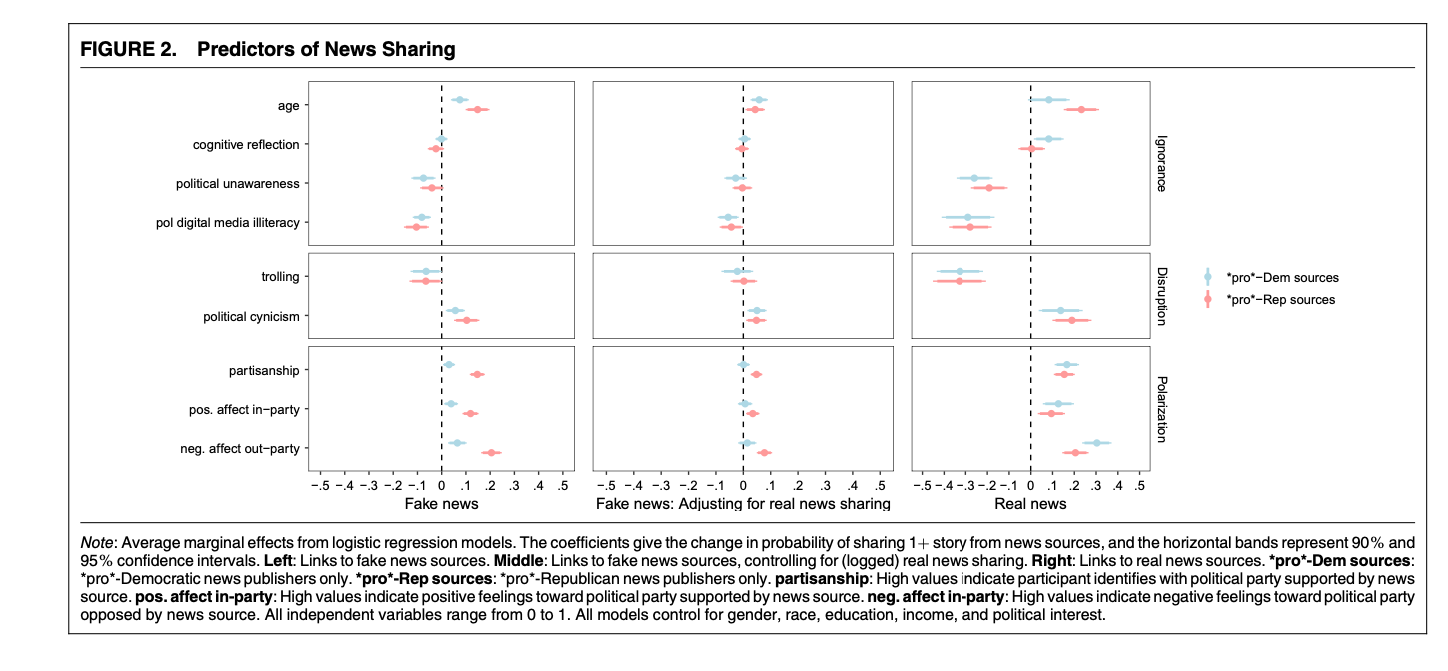 FIGURE 2. Predictors of News Sharing
age
cognitive reflection
political unawareness
pol digital media illiteracy
Ignorance
trolling
political cynicism
Disruption
*pro*−Dem sources
*pro*−Rep sources
partisanship
pos. affect in−party
neg. affect out−party
Polarization
−.5 −.4 −.3 −.2 −.1 0 .1 .2 .3 .4 .5
Fake news
−.5 −.4 −.3 −.2 −.1 0 .1 .2 .3 .4 .5
Fake news: Adjusting for real news sharing
−.5 −.4 −.3 −.2 −.1 0 .1 .2 .3 .4 .5
Real news
Note: Average marginal effects from logistic regression models. The coefficients give the change in probability of sharing 1+ story from news sources, and the horizontal bands represent 90% and
95% confidence intervals. Left: Links to fake news sources. Middle: Links to fake news sources, controlling for (logged) real news sharing. Right: Links to real news sources. *pro*-Dem sources:
*pro*-Democratic news publishers only. *pro*-Rep sources: *pro*-Republican news publishers only. partisanship: High values indicate participant identifies with political party supported by news
source. pos. affect in-party: High values indicate positive feelings toward political party supported by news source. neg. affect in-party: High values indicate negative feelings toward political party
opposed by news source. All independent variables range from 0 to 1. All models control for gender, race, education, income, and political interest.